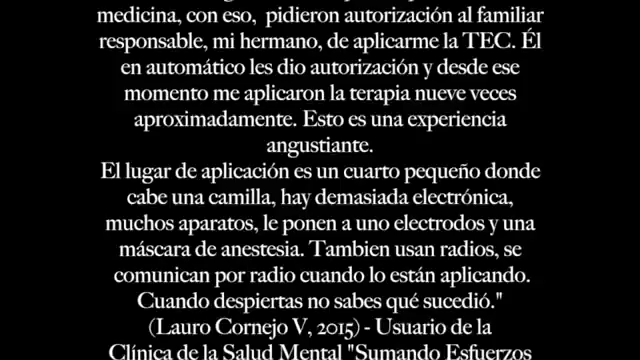 medicina, con eso,  pidieron autorización al familiar
responsable, mi hermano, de aplicarme la TEC. Él
en automático les dio autorización y desde ese
momento me aplicaron la terapia nueve veces
aproximadamente. Esto es una experiencia
angustiante.
El lugar de aplicación es un cuarto pequeño donde
cabe una camilla, hay demasiada electrónica,
muchos aparatos, le ponen a uno electrodos y una
máscara de anestesia. Tambien usan radios, se
comunican por radio cuando lo están aplicando.
Cuando despiertas no sabes qué sucedió."
(Lauro Cornejo V, 2015) - Usuario de la
Clínica de la Salud Mental "Sumando Esfuerzos